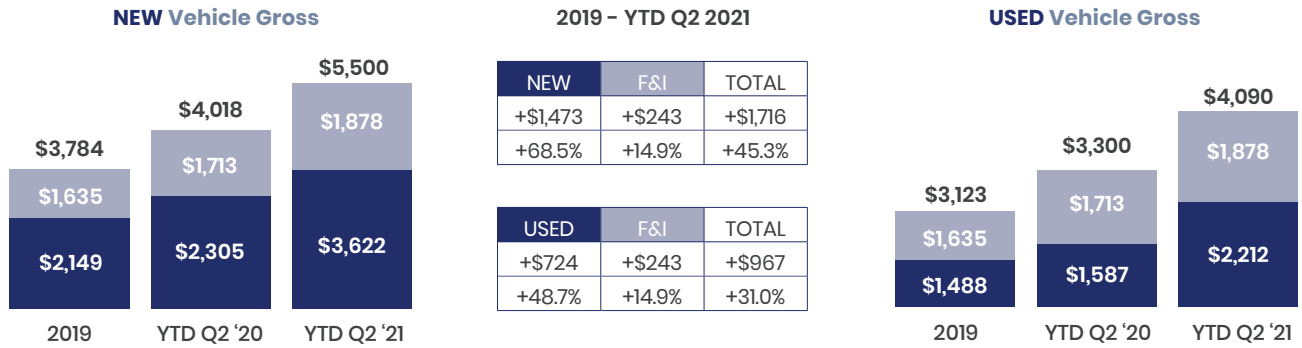 NEW Vehicle Gross
$5,500
$4,018
$3,784
$1,878
$1,713
$1,635
$3,622
$2,305
$2,149
2019 YTD Q2 ‘20 YTD Q2 ‘21
2019 - YTD Q2 2021
NEW F&I TOTAL
+$1,473 +$243 +$1,716
+68.5% +14.9% +45.3%
USED F&I TOTAL
+$724 +$243 +$967
+48.7% +14.9% +31.0%
USED Vehicle Gross
$4,090
$3,300
$3,123
$1,878
$1,713
$1,635
$2,212
$1,587
$1,488
2019 YTD Q2 ‘20 YTD Q2 ‘21